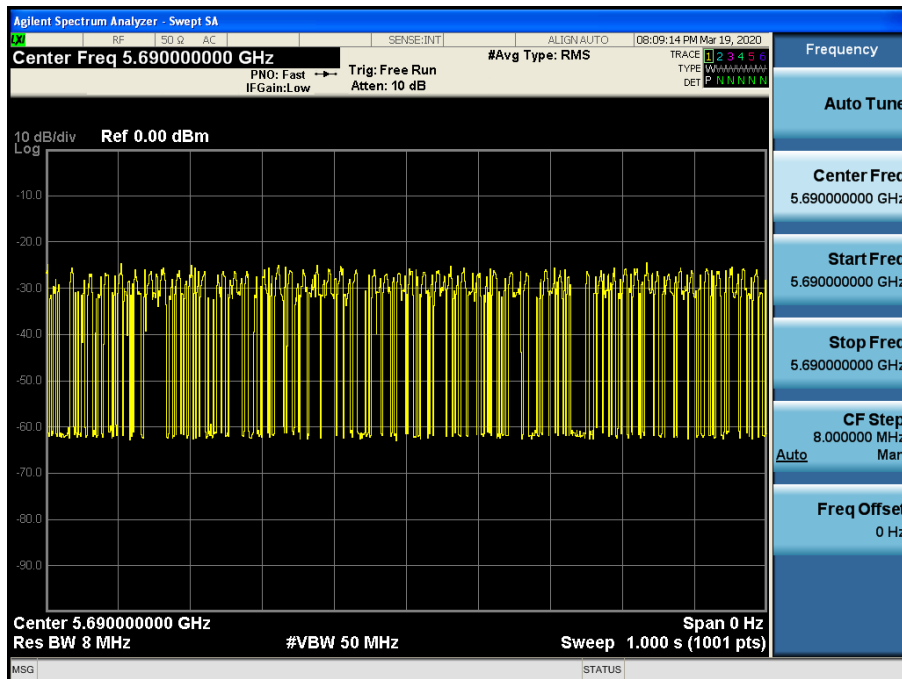 Agilent Spectrum Analyzer - Swept SA
LXI RF 50 Ω AC SENSE:INT ALIGN AUTO 08:09:14 PM Mar 19, 2020
Center Freq 5.690000000 GHz #Avg Type: RMS TRACE 1 2 3 4 5 6
PNO: Fast Trig: Free Run TYPE WWWWWW
IFGain:Low Atten: 10 dB DET P N N N N N
Frequency
Auto Tune
10 dB/div Ref 0.00 dBm
Log
Center Freq
5.690000000 GHz
-10.0
-20.0
Start Freq
5.690000000 GHz
-30.0
Stop Freq
5.690000000 GHz
-40.0
-50.0
CF Step
8.000000 MHz
Auto Man
-60.0
-70.0
Freq Offset
0 Hz
-80.0
-90.0
Center 5.690000000 GHz Span 0 Hz
Res BW 8 MHz #VBW 50 MHz Sweep 1.000 s (1001 pts)
MSG STATUS